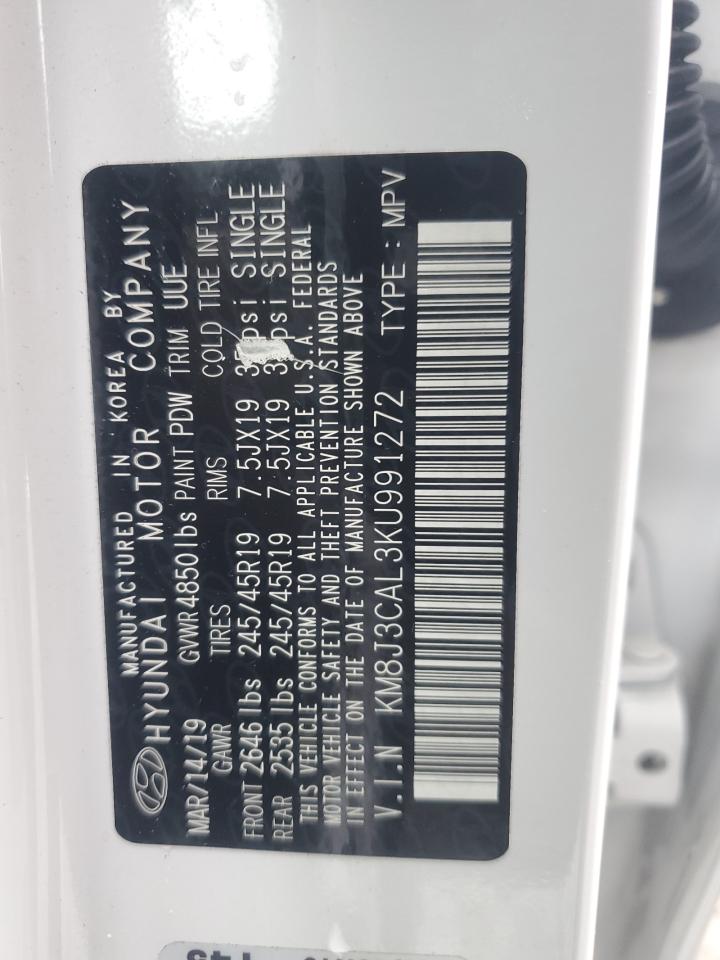 MANUFACTURED IN KOREA BY
HYUNDAI MOTOR COMPANY
MAR/14/19 GVWR 4850lbs PAINT PDW TRIM UUE
GAWR TIRES RIMS COLD TIRE INFL
FRONT 2646 lbs 245/45R19 7.5JX19 psi SINGLE
REAR 2535 lbs 245/45R19 7.5JX19 psi SINGLE
THIS VEHICLE CONFORMS TO ALL APPLICABLE U.S.A. FEDERAL
MOTOR VEHICLE SAFETY AND THEFT PREVENTION STANDARDS
IN EFFECT ON THE DATE OF MANUFACTURE SHOWN ABOVE
V.I.N KM8J3CAL3KU991272 TYPE : MPV